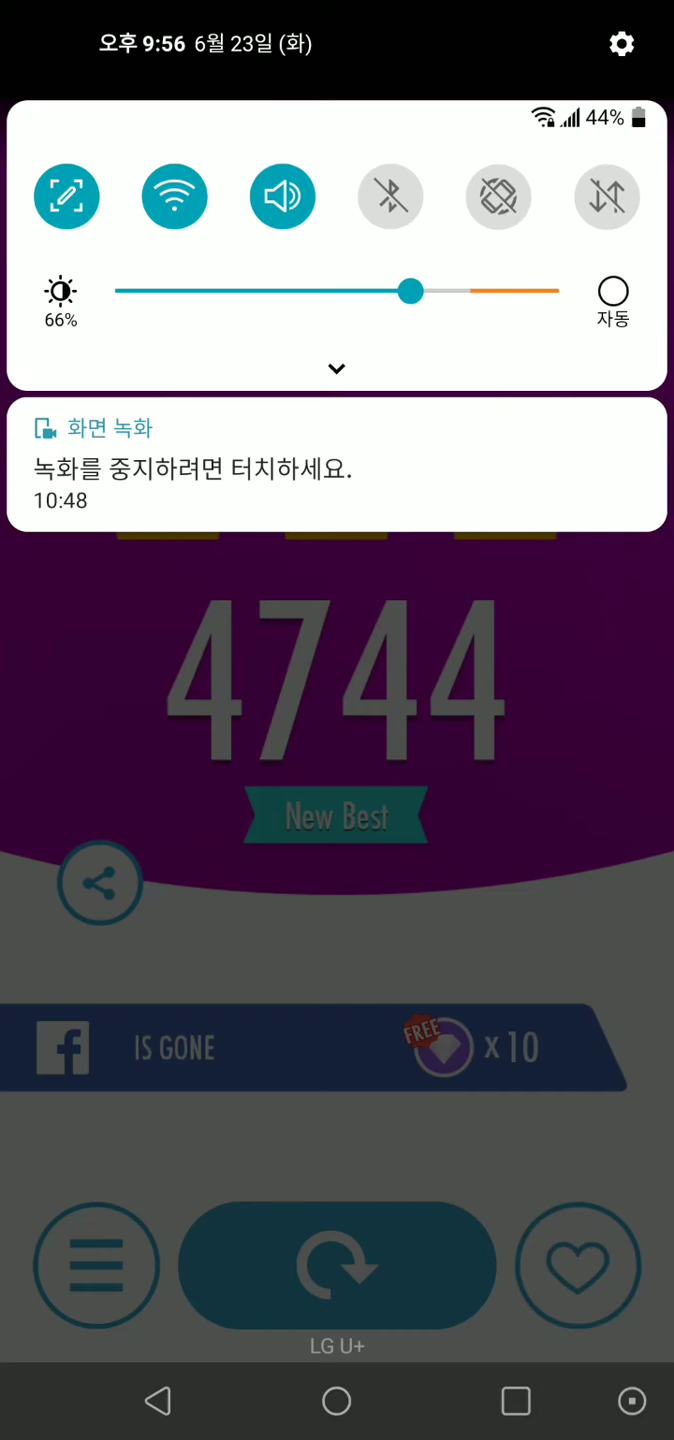 오후 9:56 6월 23일 (화)
44%
66%
자동
화면 녹화
녹화를 중지하려면 터치하세요.
10:48
4744
New Best
IS GONE
FREE
x 10
LG U+